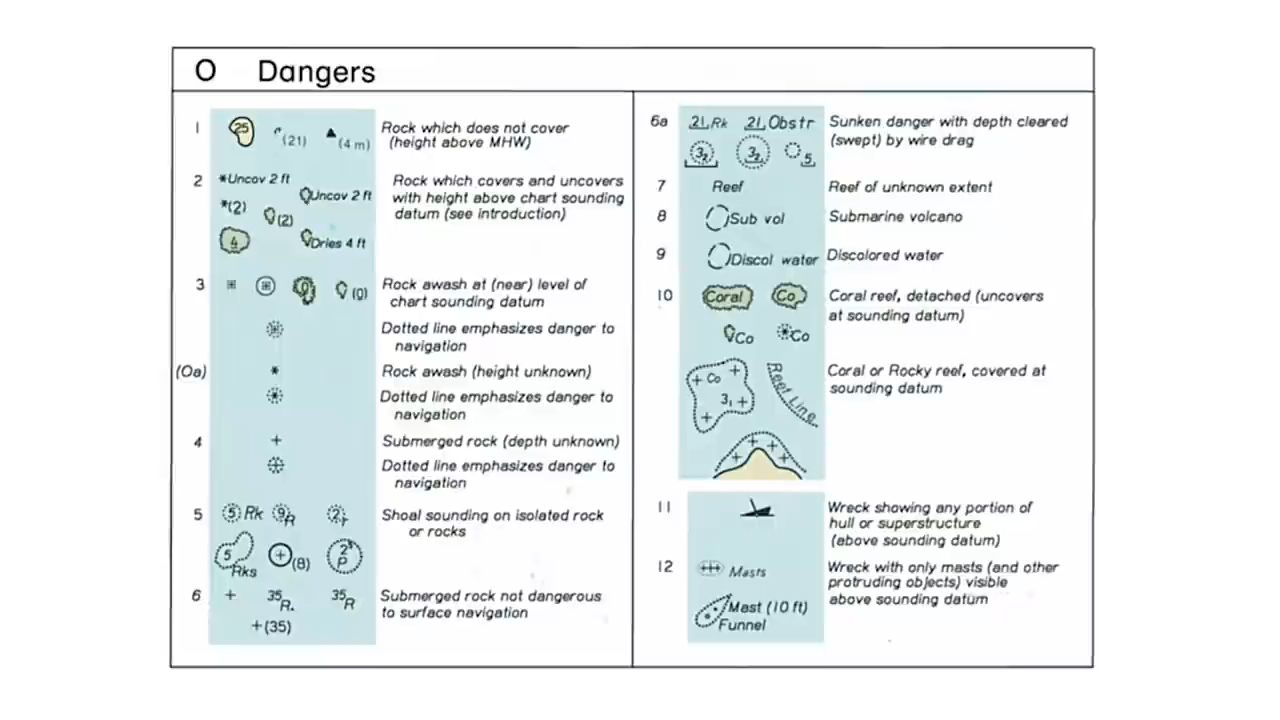 O Dangers
1 25 (21) (4 m) Rock which does not cover
(height above MHW)
2 *Uncov 2 ft Uncov 2 ft Rock which covers and uncovers
*(2) (2) with height above chart sounding
4 Dries 4 ft datum (see introduction)
3 0 (0) Rock awash at (near) level of
chart sounding datum
Dotted line emphasizes danger to
navigation
(Oa) * Rock awash (height unknown)
Dotted line emphasizes danger to
navigation
4 + Submerged rock (depth unknown)
Dotted line emphasizes danger to
navigation
5 5 Rk 9 R 2 r Shoal sounding on isolated rock
or rocks
5 Rks + (8) 2 P
6 + 35 R. 35 R Submerged rock not dangerous
to surface navigation
+(35)
6a 21 Rk 21 Obstr Sunken danger with depth cleared
(swept) by wire drag
3₂ 3₂ 5
7 Reef Reef of unknown extent
8 Sub vol Submarine volcano
9 Discol water Discolored water
10 Coral Co Coral reef, detached (uncovers
at sounding datum)
Co *Co
+ Co + 3₁ + + Reef Line Coral or Rocky reef, covered at
sounding datum
+ + + + +
11 Wreck showing any portion of
hull or superstructure
(above sounding datum)
12 +++ Masts Wreck with only masts (and other
protruding objects) visible
above sounding datum
Mast (10 ft)
Funnel